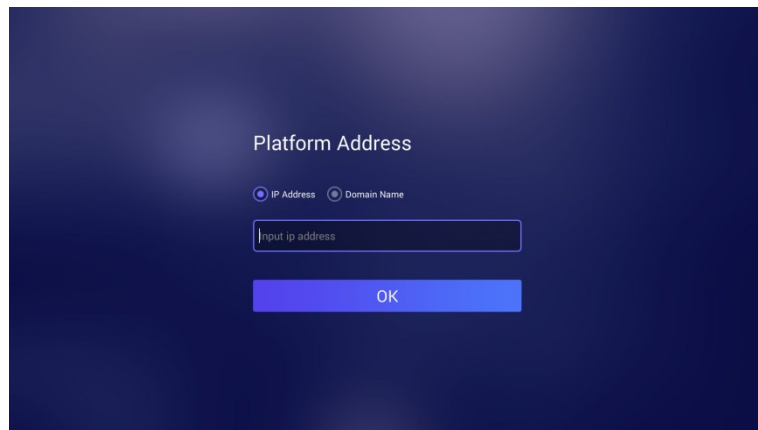 Platform Address
IP Address Domain Name
Input ip address
OK